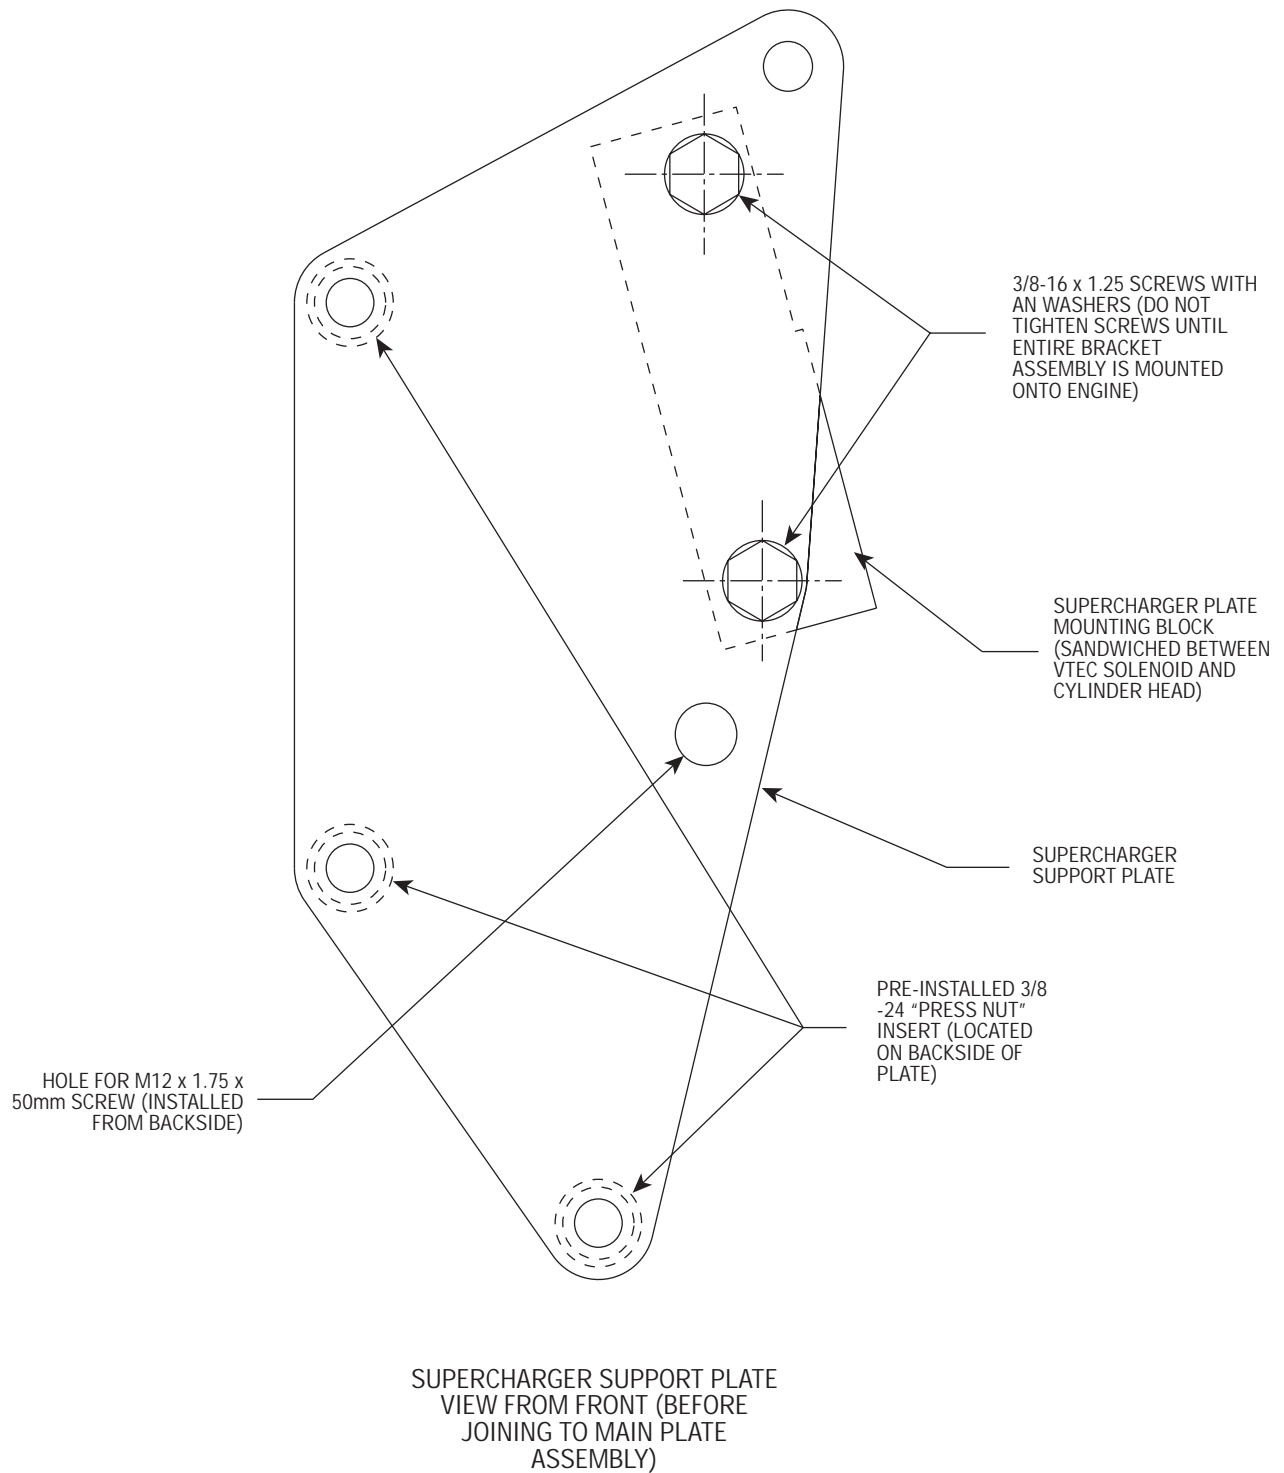 3/8-16 x 1.25 SCREWS WITH
AN WASHERS (DO NOT
TIGHTEN SCREWS UNTIL
ENTIRE BRACKET
ASSEMBLY IS MOUNTED
ONTO ENGINE)
SUPERCHARGER PLATE
MOUNTING BLOCK
(SANDWICHED BETWEEN
VTEC SOLENOID AND
CYLINDER HEAD)
SUPERCHARGER
SUPPORT PLATE
PRE-INSTALLED 3/8
-24 “PRESS NUT”
INSERT (LOCATED
ON BACKSIDE OF
PLATE)
HOLE FOR M12 x 1.75 x
50mm SCREW (INSTALLED
FROM BACKSIDE)
SUPERCHARGER SUPPORT PLATE
VIEW FROM FRONT (BEFORE
JOINING TO MAIN PLATE
ASSEMBLY)